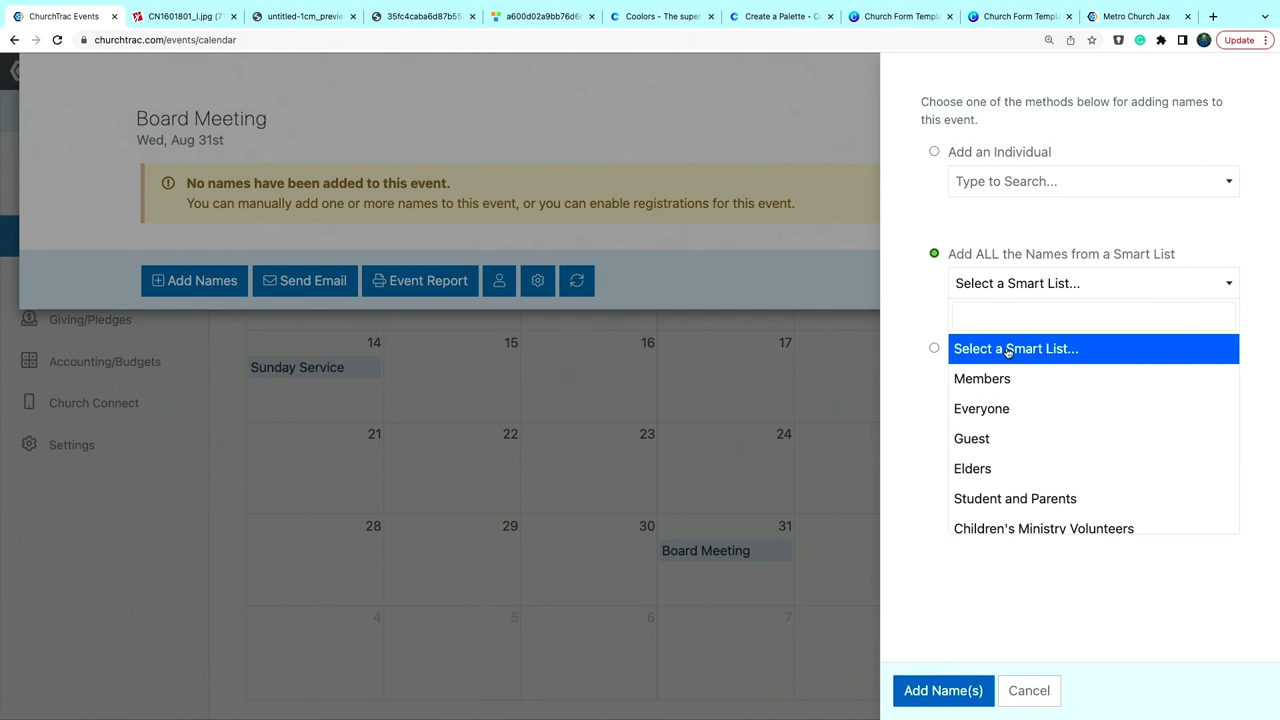 ChurchTrac Events
CN1601801_l.jpg (7
untitled-1cm_previe
35fc4caba6d87b55
a600d02a9bb76d6c
Coolors - The super
Create a Palette - Co
Church Form Templ
Church Form Templ
Metro Church Jax
churchtrac.com/events/calendar
Update
Board Meeting
Wed, Aug 31st
No names have been added to this event.
You can manually add one or more names to this event, or you can enable registrations for this event.
Add Names
Send Email
Event Report
Giving/Pledges
Accounting/Budgets
Church Connect
Settings
14 15 16 17
Sunday Service
21 22 23 24
28 29 30 31
Board Meeting
4 5 6 7
Choose one of the methods below for adding names to
this event.
Add an Individual
Type to Search...
Add ALL the Names from a Smart List
Select a Smart List...
Select a Smart List...
Members
Everyone
Guest
Elders
Student and Parents
Children's Ministry Volunteers
Add Name(s)
Cancel